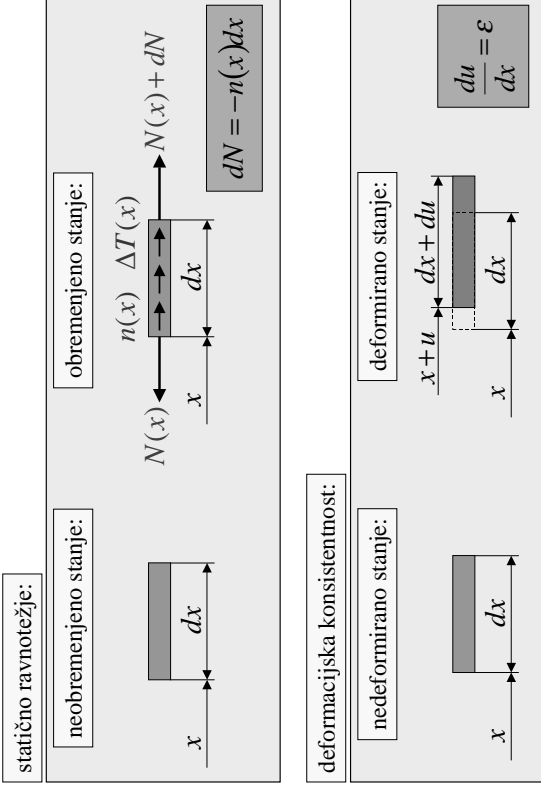 statično ravnotežje:
neobremenjeno stanje:
x
dx
obremenjeno stanje:
n(x) ΔT(x)
N(x)
N(x) + dN
x
dx
dN = −n(x)dx
deformacijska konsistentnost:
nedeformirano stanje:
x
dx
deformirano stanje:
x + u
dx + du
x
dx
du/dx = ε